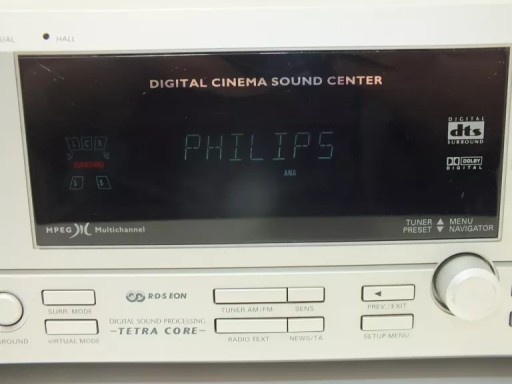 HALL
DIGITAL CINEMA SOUND CENTER
PHILIPS
ANA
DIGITAL
dts
SURROUND
DOLBY
DIGITAL
L C R
S S
MPEG Multichannel
TUNER ▲ MENU
PRESET ▼ NAVIGATOR
SURR. MODE
R·D·S EON
TUNER AM/FM
SENS
PREV./EXIT
DIGITAL SOUND PROCESSING
-TETRA CORE-
VIRTUAL MODE
RADIO TEXT
NEWS/TA
SETUP MENU